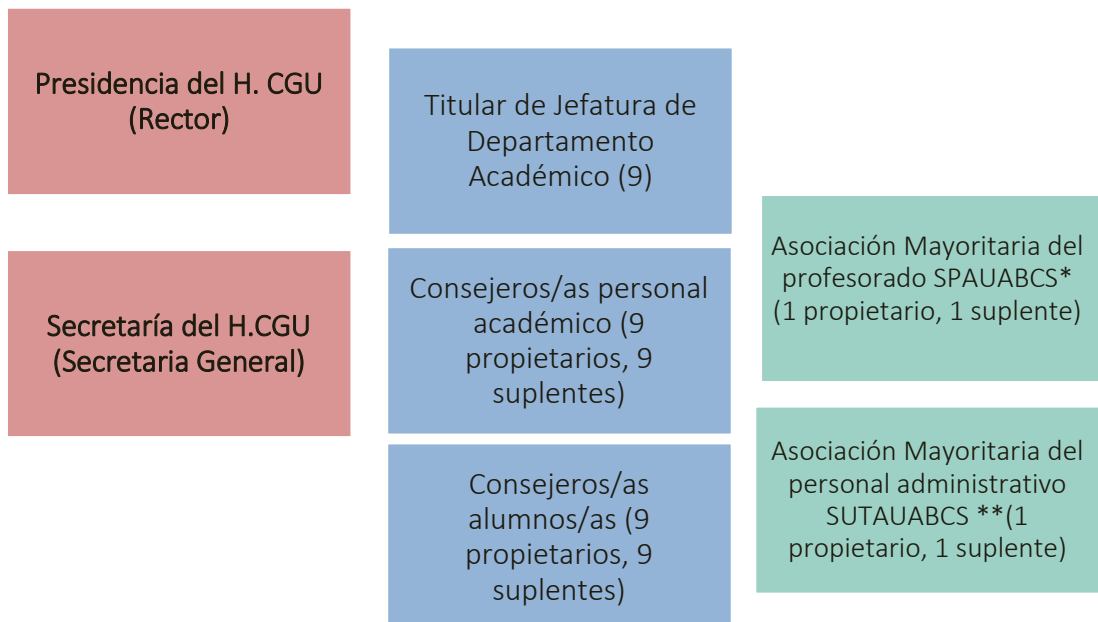 Presidencia del H. CGU
(Rector)
Secretaría del H.CGU
(Secretaria General)
Titular de Jefatura de
Departamento
Académico (9)
Consejeros/as personal
académico (9
propietarios, 9
suplentes)
Consejeros/as
alumnos/as (9
propietarios, 9
suplentes)
Asociación Mayoritaria del
profesorado SPAUABCS*
(1 propietario, 1 suplente)
Asociación Mayoritaria del
personal administrativo
SUTAUABCS **(1
propietario, 1 suplente)